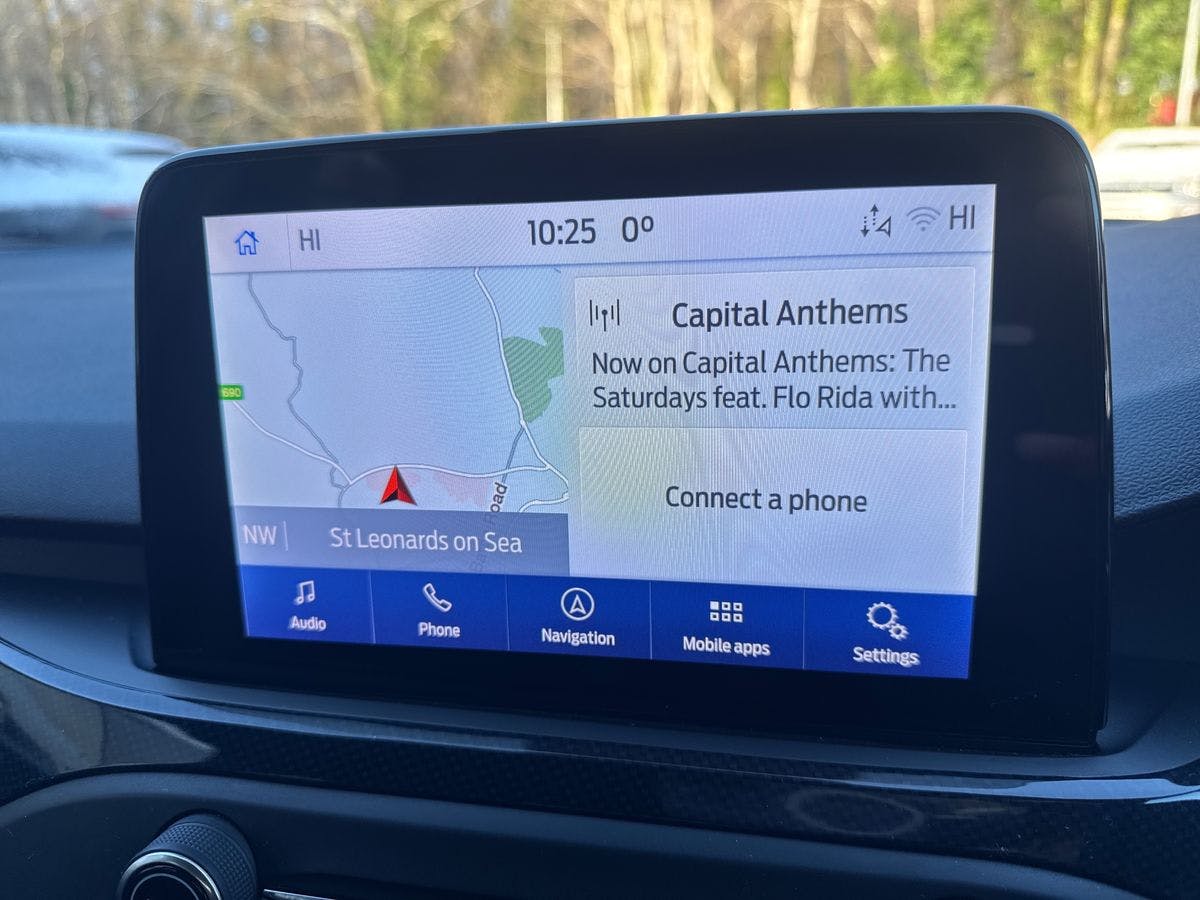 HI
10:25 0º
HI
Capital Anthems
Now on Capital Anthems: The
Saturdays feat. Flo Rida with...
690
Connect a phone
NW
St Leonards on Sea
Audio
Phone
Navigation
Mobile apps
Settings